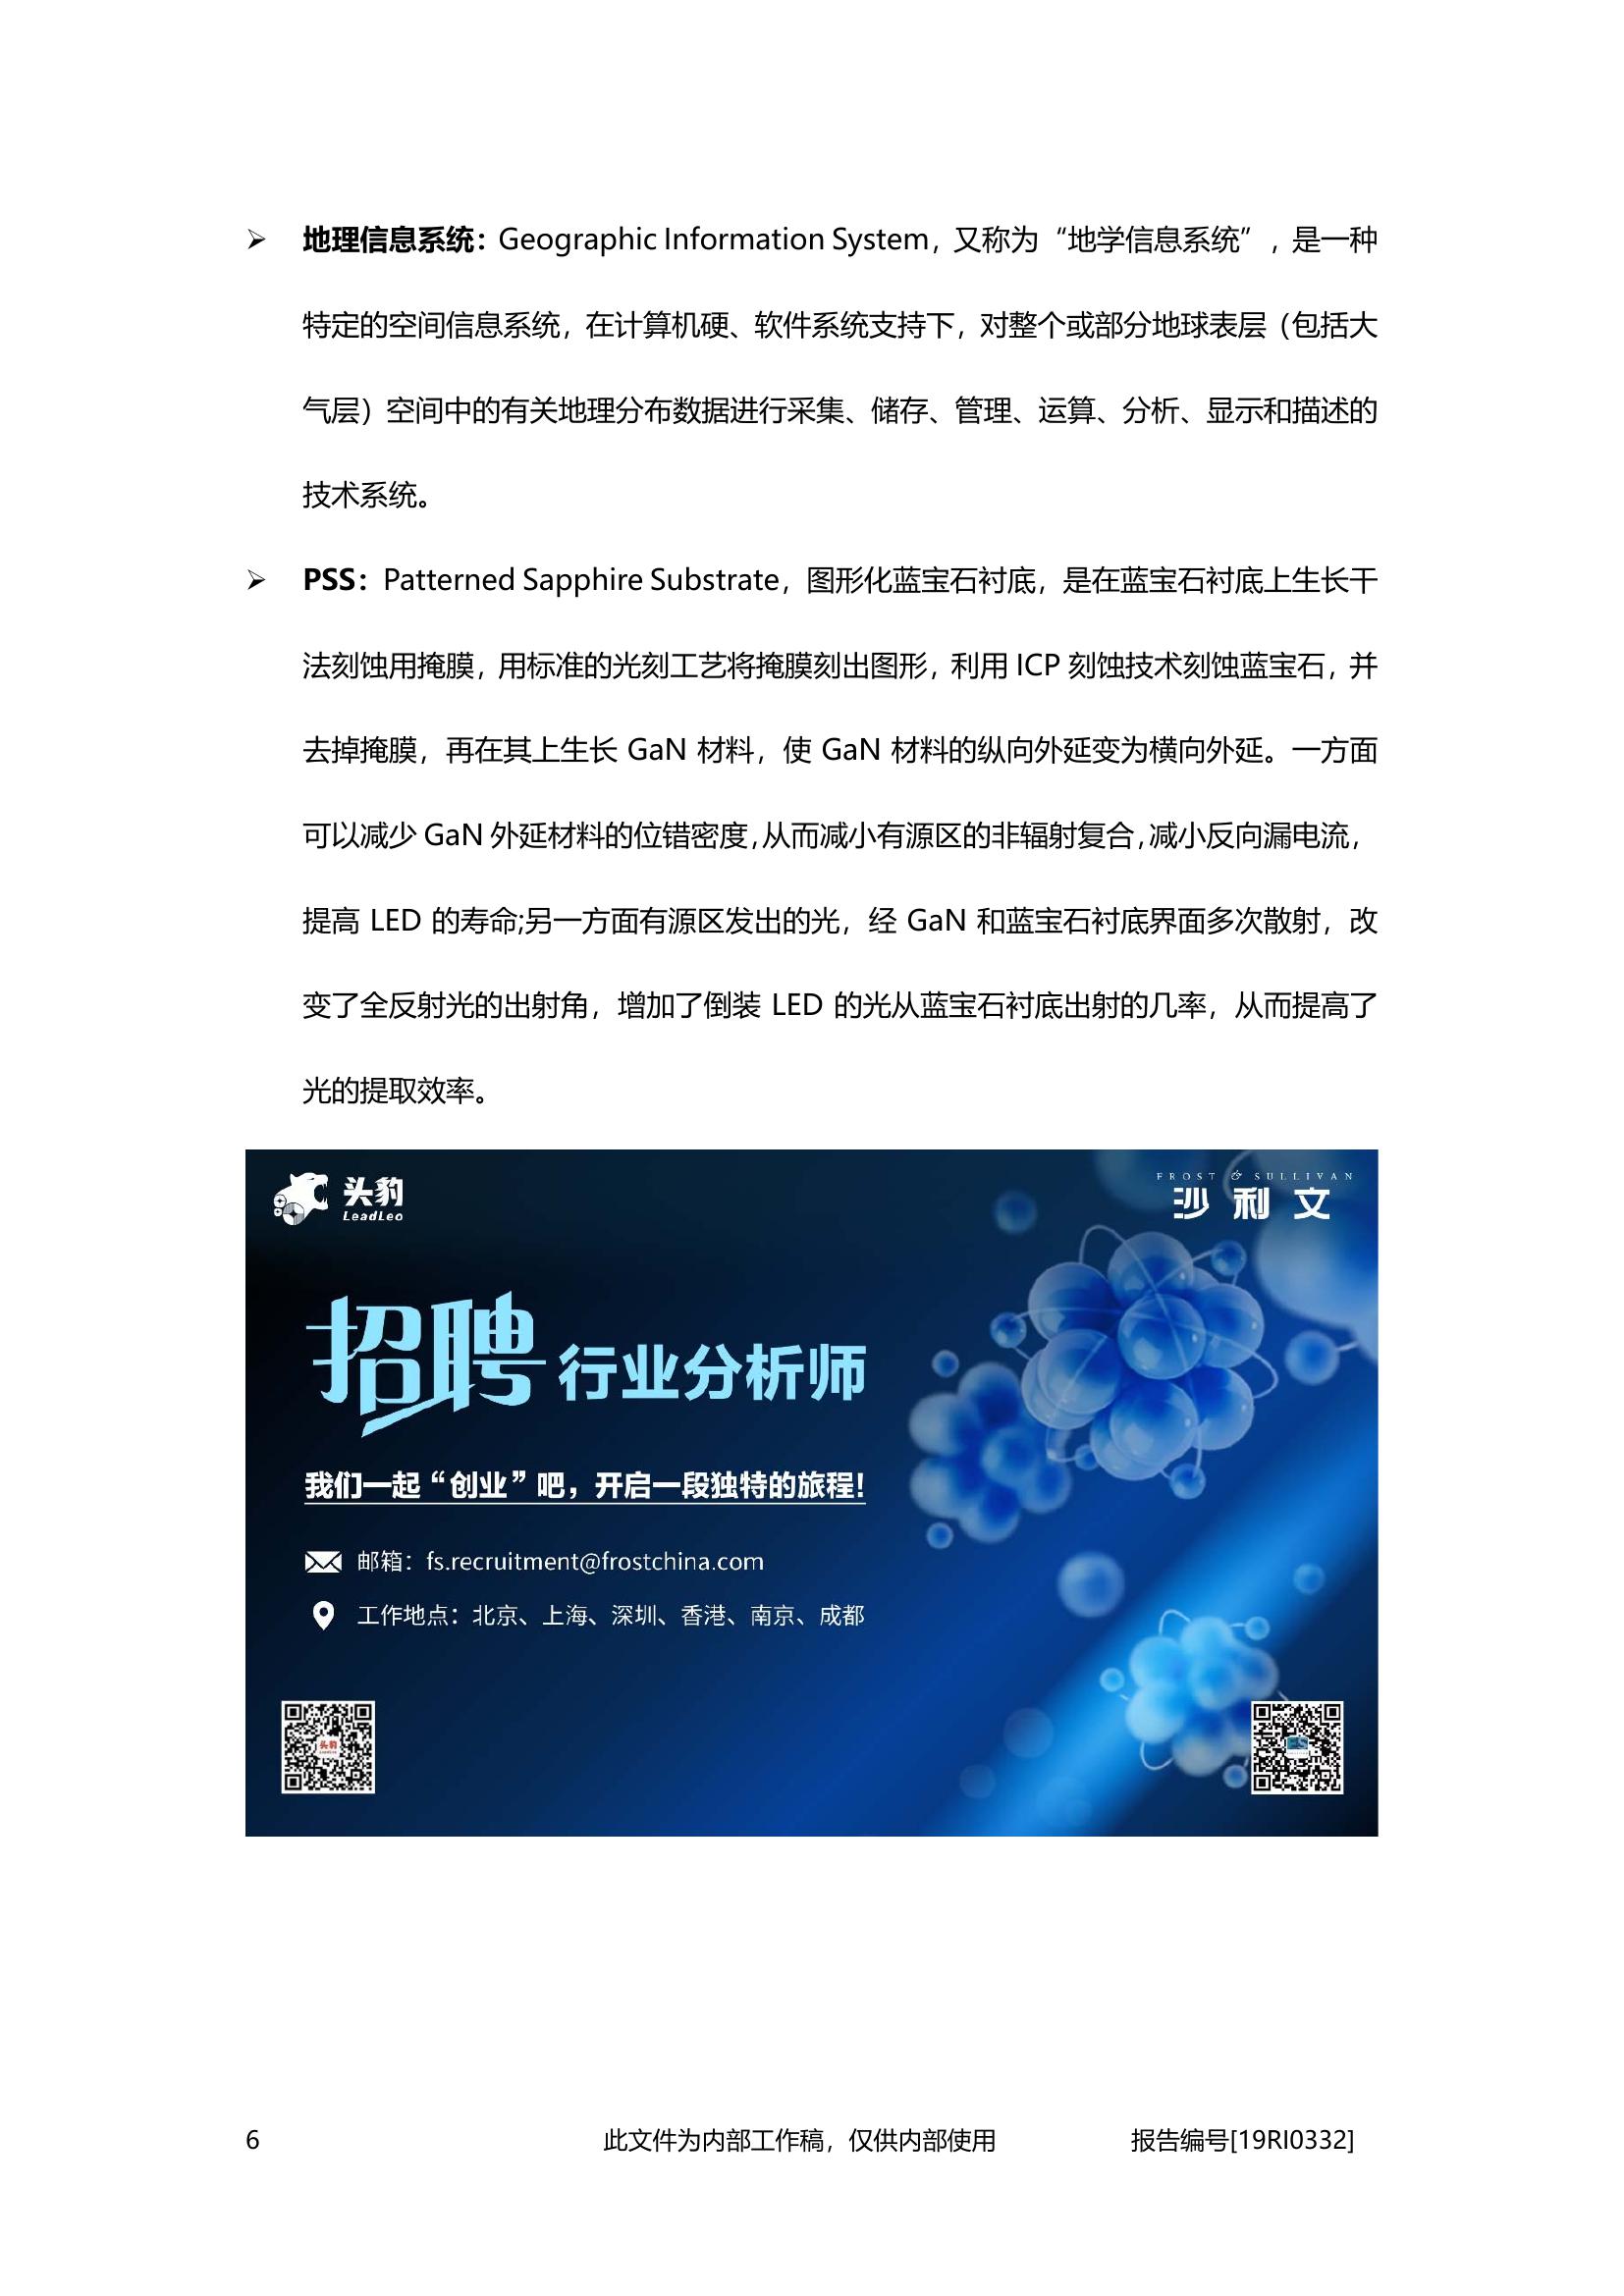 ➢ 地理信息系统：Geographic Information System，又称为“地学信息系统”，是一种
特定的空间信息系统，在计算机硬、软件系统支持下，对整个或部分地球表层（包括大
气层）空间中的有关地理分布数据进行采集、储存、管理、运算、分析、显示和描述的
技术系统。
➢ PSS：Patterned Sapphire Substrate，图形化蓝宝石衬底，是在蓝宝石衬底上生长干
法刻蚀用掩膜，用标准的光刻工艺将掩膜刻出图形，利用 ICP 刻蚀技术刻蚀蓝宝石，并
去掉掩膜，再在其上生长 GaN 材料，使 GaN 材料的纵向外延变为横向外延。一方面
可以减少 GaN 外延材料的位错密度,从而减小有源区的非辐射复合,减小反向漏电流，
提高 LED 的寿命;另一方面有源区发出的光，经 GaN 和蓝宝石衬底界面多次散射，改
变了全反射光的出射角，增加了倒装 LED 的光从蓝宝石衬底出射的几率，从而提高了
光的提取效率。
头豹
LeadLeo
FROST & SULLIVAN
沙利文
招聘 行业分析师
我们一起“创业”吧，开启一段独特的旅程!
邮箱：fs.recruitment@frostchina.com
工作地点：北京、上海、深圳、香港、南京、成都
头豹
LeadLeo
6 此文件为内部工作稿，仅供内部使用 报告编号[19RI0332]